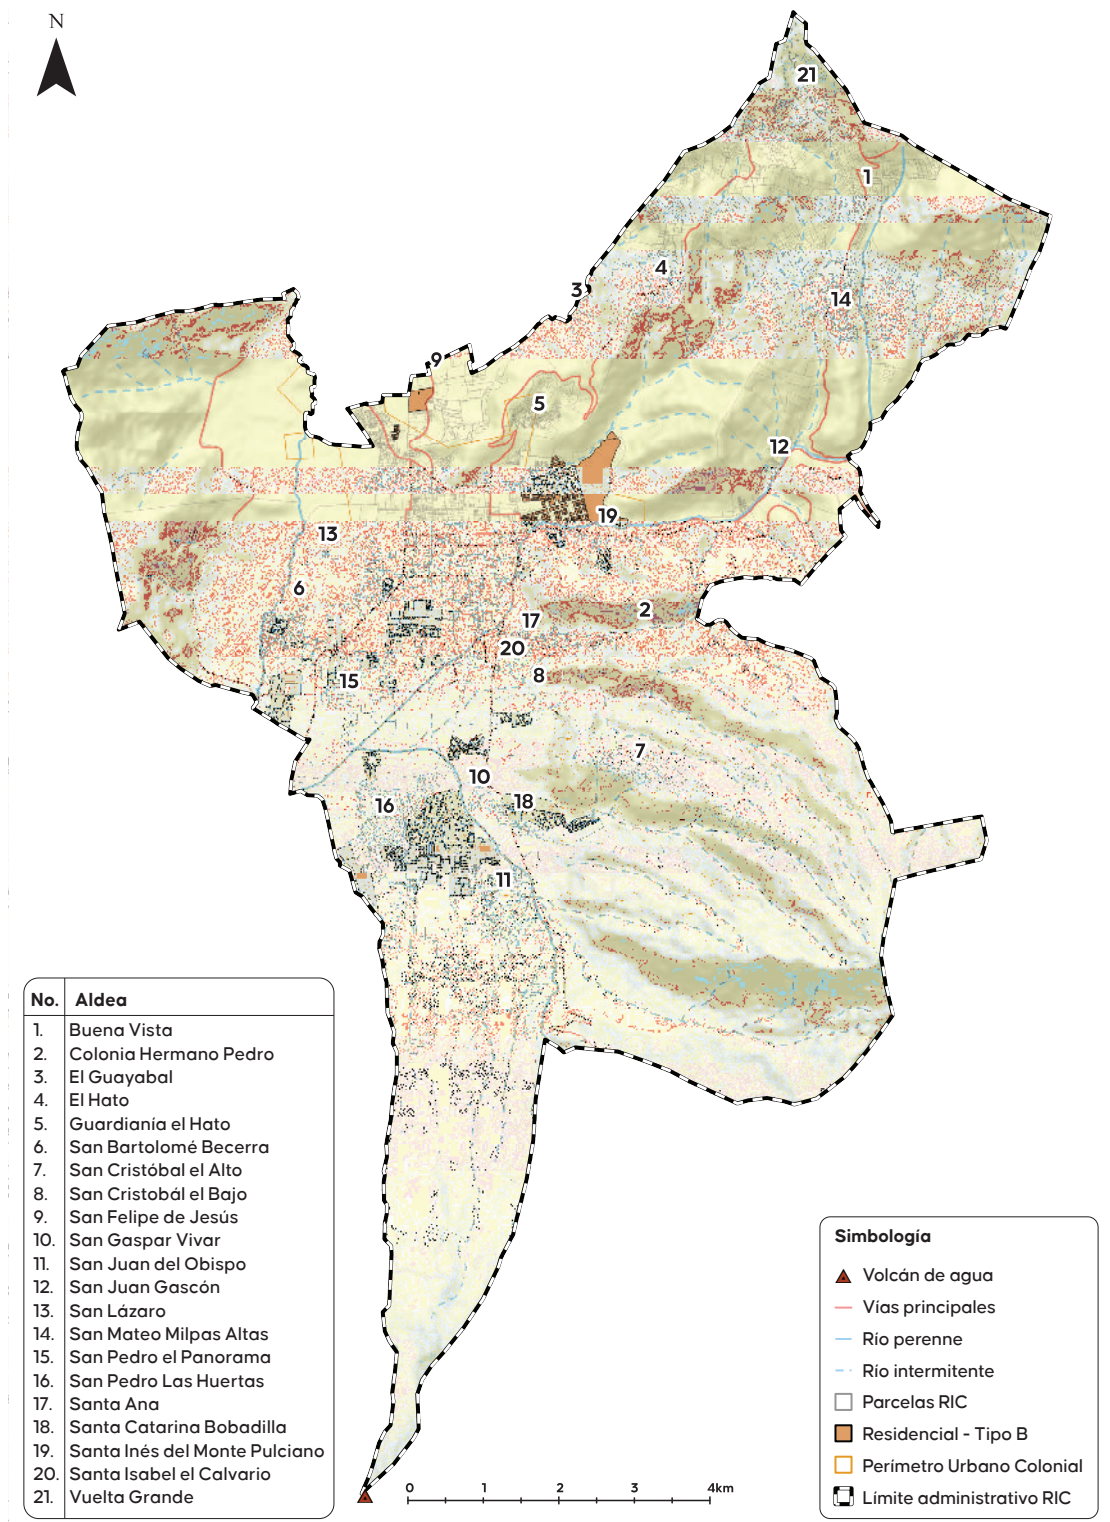 N
21
1
4
3
14
9
5
12
19
13
6
2
17
20
8
15
7
10
18
16
11
No. Aldea
1. Buena Vista
2. Colonia Hermano Pedro
3. El Guayabal
4. El Hato
5. Guardianía el Hato
6. San Bartolomé Becerra
7. San Cristóbal el Alto
8. San Cristobál el Bajo
9. San Felipe de Jesús
10. San Gaspar Vivar
11. San Juan del Obispo
12. San Juan Gascón
13. San Lázaro
14. San Mateo Milpas Altas
15. San Pedro el Panorama
16. San Pedro Las Huertas
17. Santa Ana
18. Santa Catarina Bobadilla
19. Santa Inés del Monte Pulciano
20. Santa Isabel el Calvario
21. Vuelta Grande
0 1 2 3 4km
Simbología
Volcán de agua
Vías principales
Río perenne
Río intermitente
Parcelas RIC
Residencial - Tipo B
Perímetro Urbano Colonial
Límite administrativo RIC